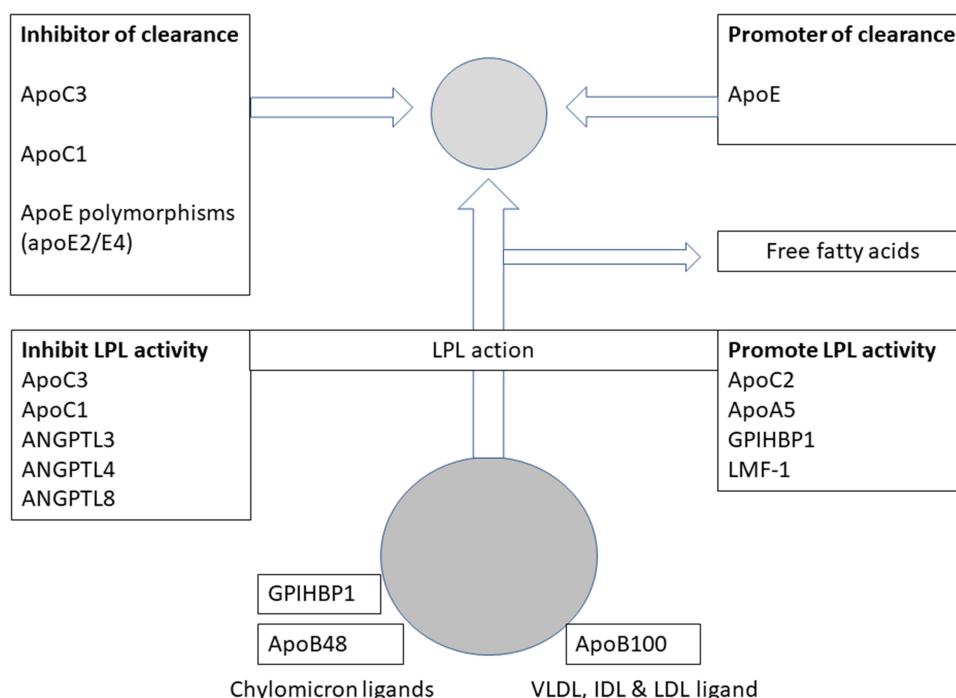 Inhibitor of clearance
ApoC3
ApoC1
ApoE polymorphisms
(apoE2/E4)
Promoter of clearance
ApoE
Free fatty acids
Inhibit LPL activity
ApoC3
ApoC1
ANGPTL3
ANGPTL4
ANGPTL8
LPL action
Promote LPL activity
ApoC2
ApoA5
GPIHBP1
LMF-1
GPIHBP1
ApoB48
ApoB100
Chylomicron ligands
VLDL, IDL & LDL ligand